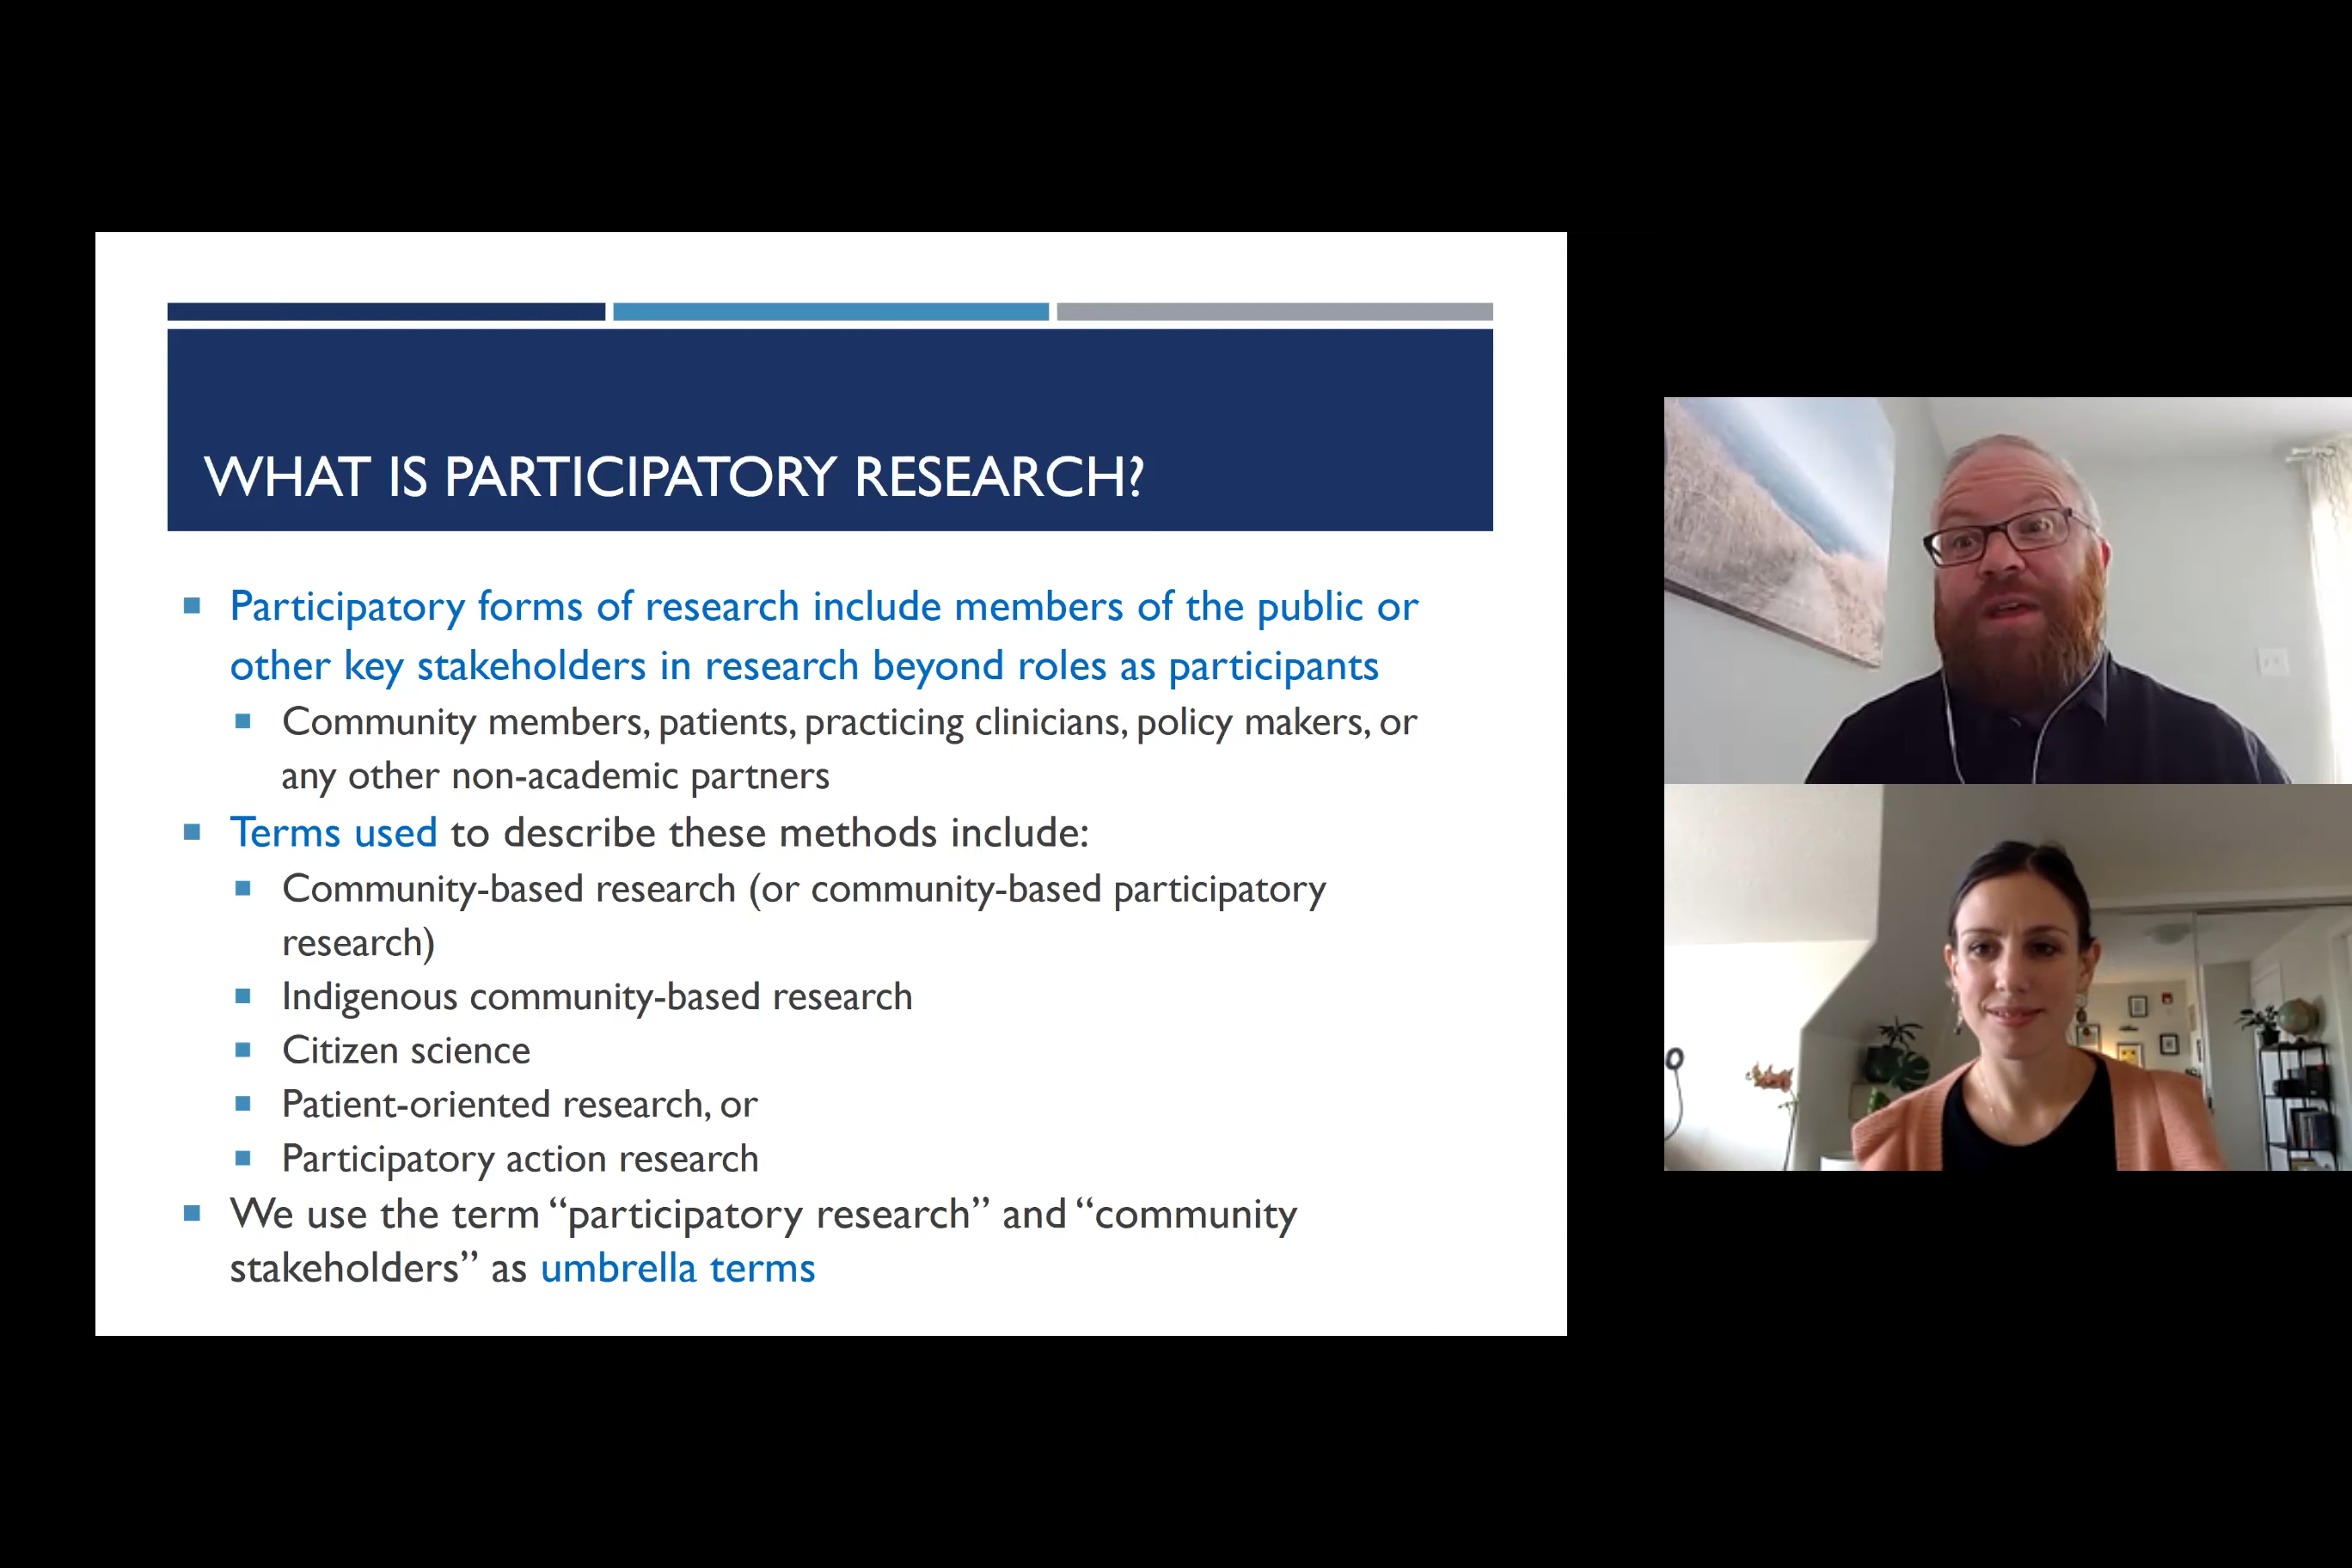 WHAT IS PARTICIPATORY RESEARCH?
Participatory forms of research include members of the public or
other key stakeholders in research beyond roles as participants
Community members, patients, practicing clinicians, policy makers, or
any other non-academic partners
Terms used to describe these methods include:
Community-based research (or community-based participatory
research)
Indigenous community-based research
Citizen science
Patient-oriented research, or
Participatory action research
We use the term “participatory research” and “community
stakeholders” as umbrella terms